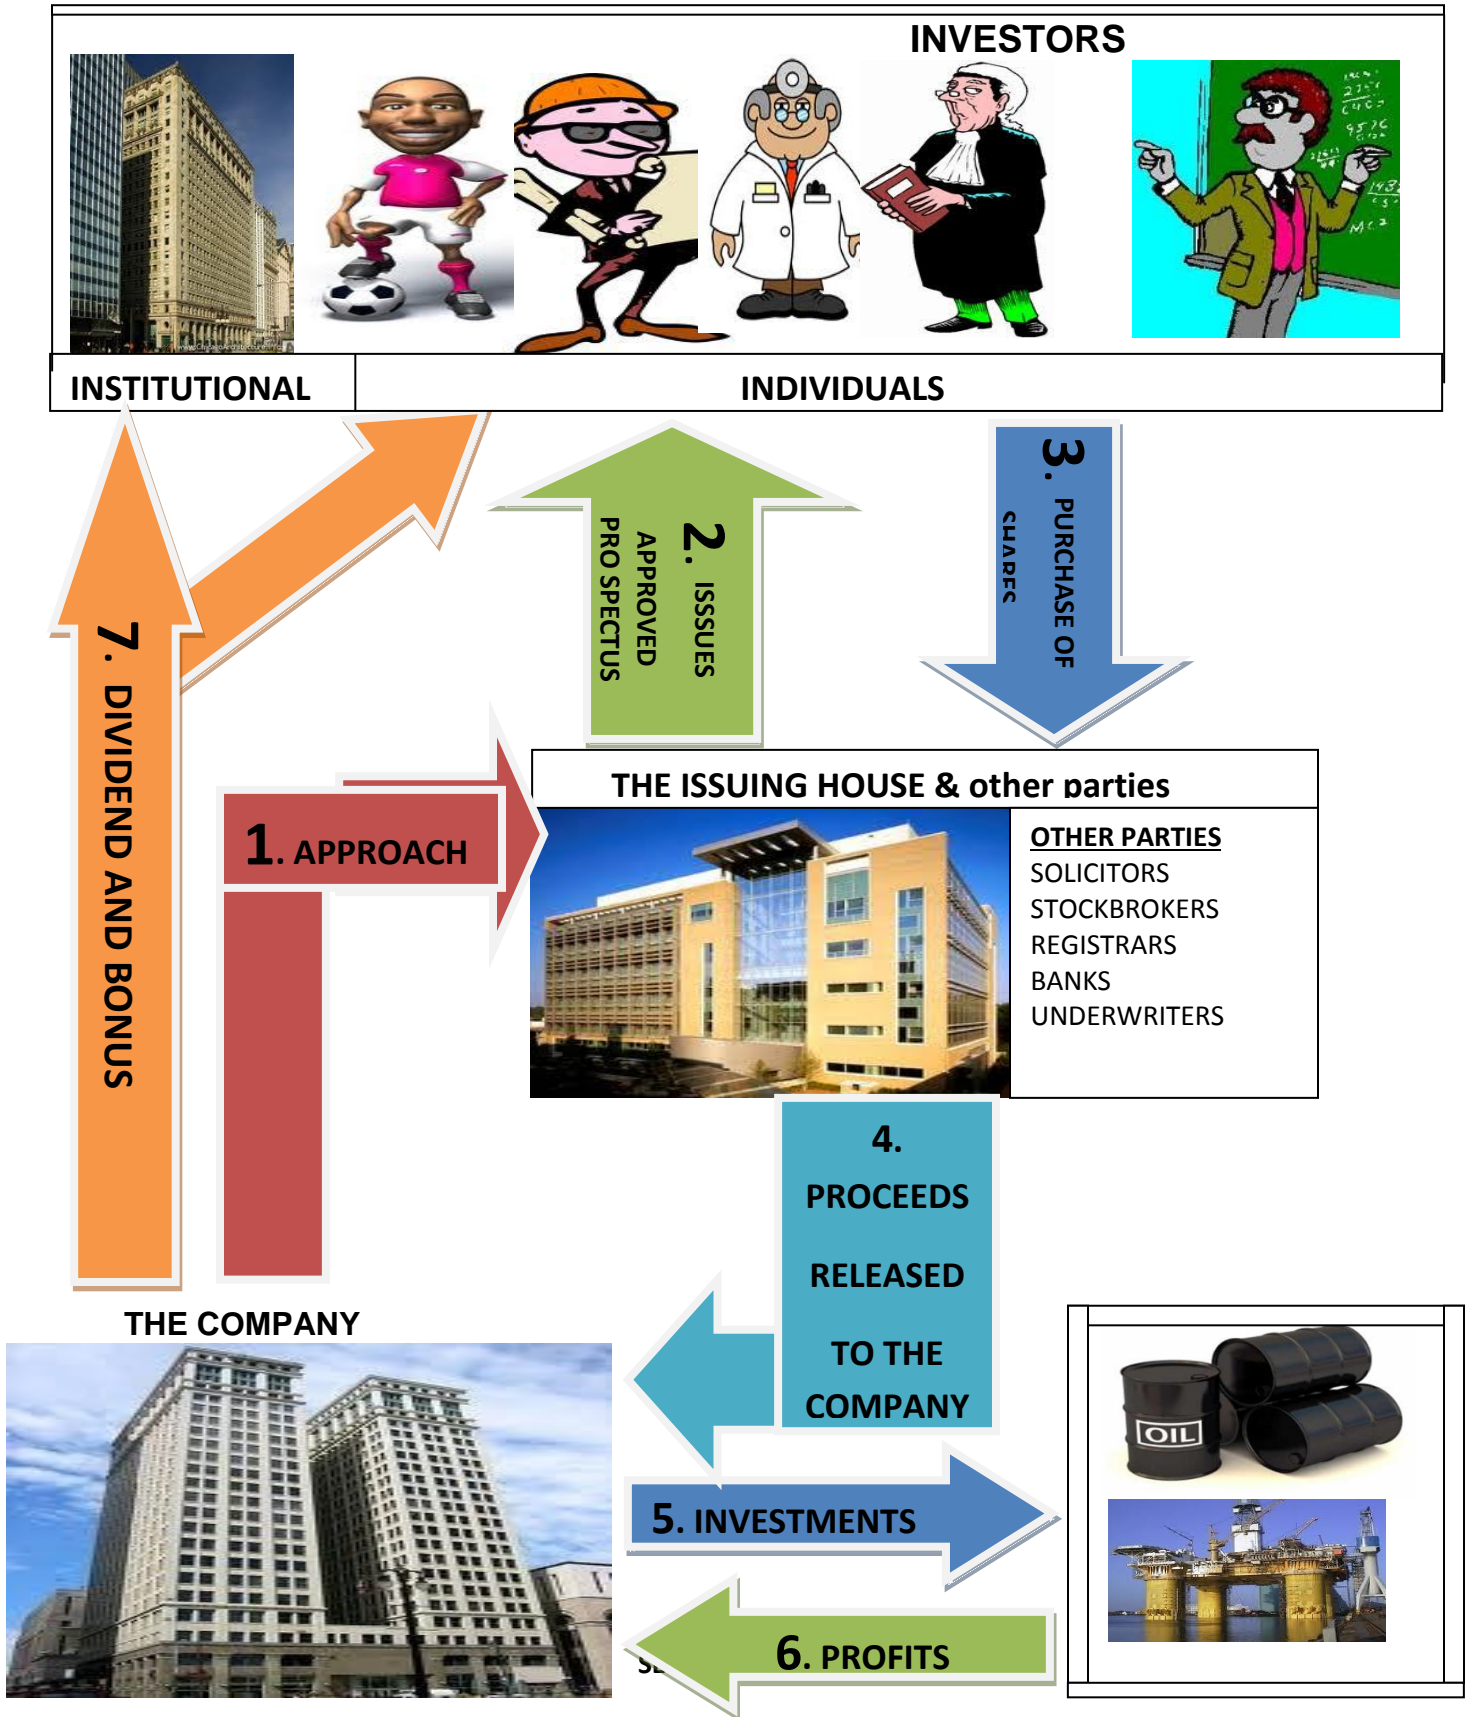 INVESTORS
INSTITUTIONAL
INDIVIDUALS
7. DIVIDEND AND BONUS
2. ISSSUES
APPROVED
PRO SPECTUS
3. PURCHASE OF
SHARES
1. APPROACH
THE ISSUING HOUSE & other parties
OTHER PARTIES
SOLICITORS
STOCKBROKERS
REGISTRARS
BANKS
UNDERWRITERS
4.
PROCEEDS
RELEASED
TO THE
COMPANY
THE COMPANY
OIL
5. INVESTMENTS
6. PROFITS